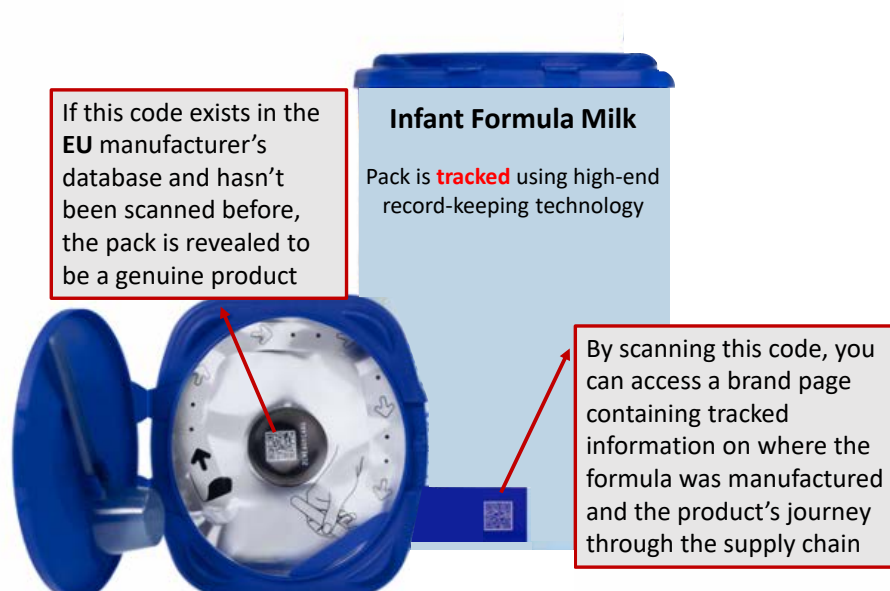 If this code exists in the
EU manufacturer's
database and hasn't
been scanned before,
the pack is revealed to
be a genuine product
Infant Formula Milk
Pack is tracked using high-end
record-keeping technology
By scanning this code, you
can access a brand page
containing tracked
information on where the
formula was manufactured
and the product's journey
through the supply chain